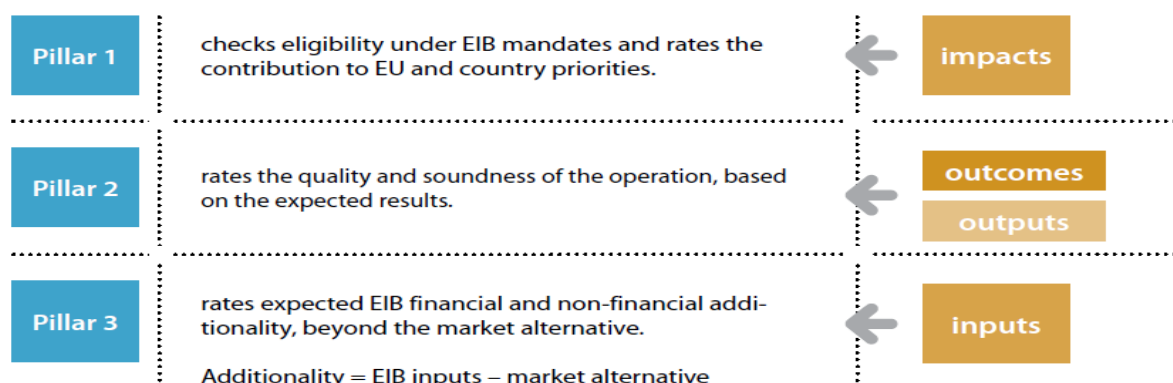 Pillar 1
checks eligibility under EIB mandates and rates the
contribution to EU and country priorities.
impacts
Pillar 2
rates the quality and soundness of the operation, based
on the expected results.
outcomes
outputs
Pillar 3
rates expected EIB financial and non-financial addi-
tionality, beyond the market alternative.
Additionality = EIB inputs – market alternative
inputs